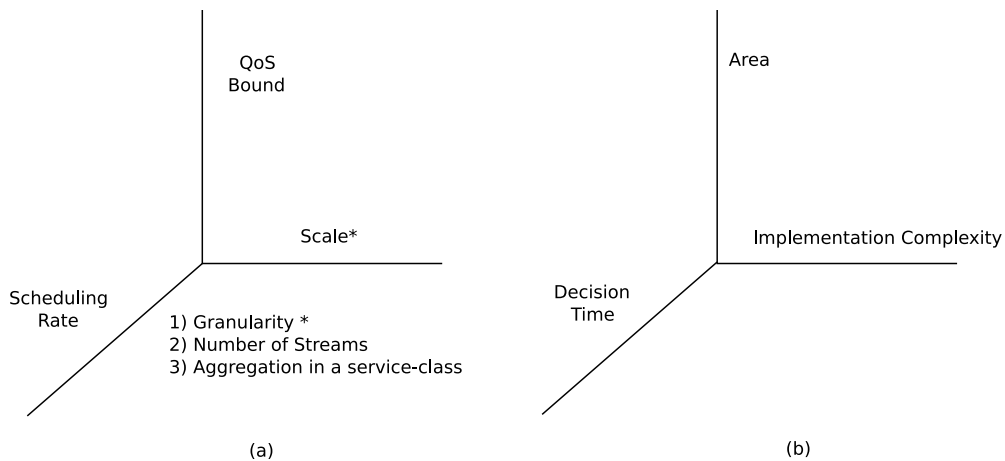 QoS
Bound
Scale*
Scheduling
Rate
1) Granularity *
2) Number of Streams
3) Aggregation in a service-class
(a)
Area
Implementation Complexity
Decision
Time
(b)